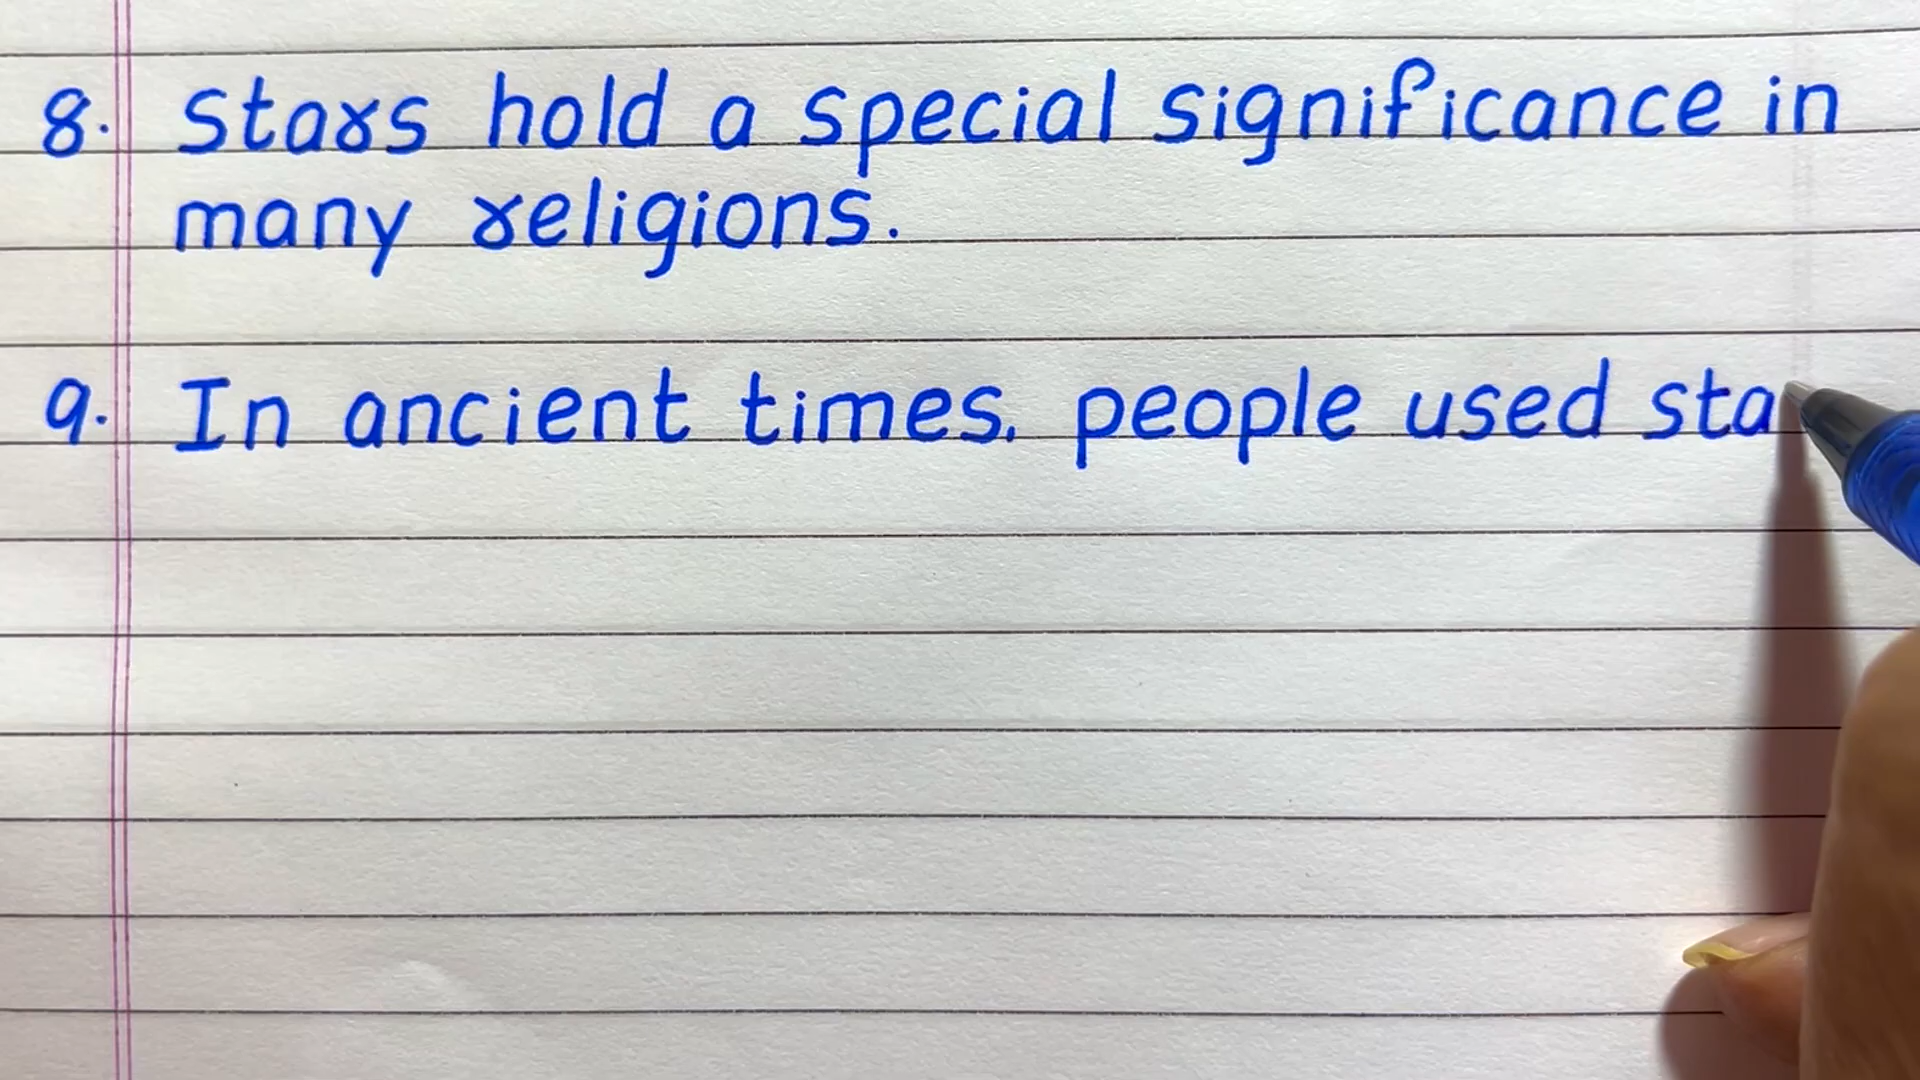 8. Stars hold a special significance in
many religions.
9. In ancient times, people used sta